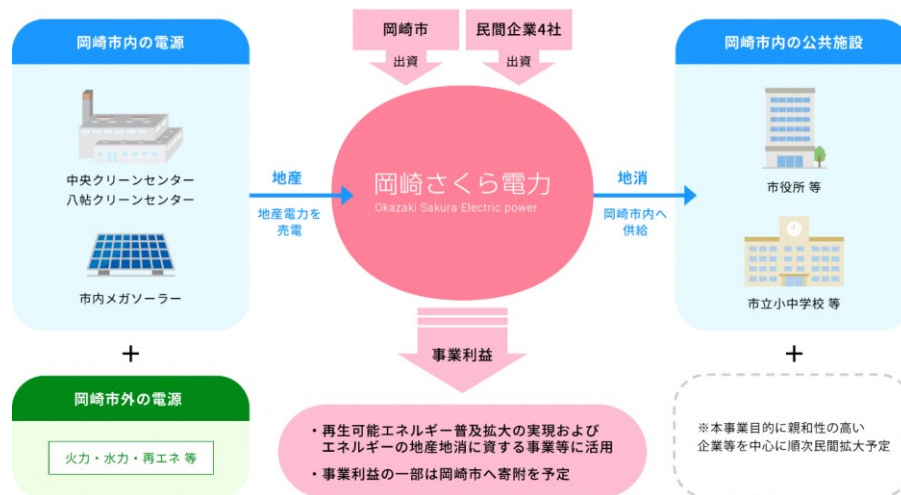 岡崎市内の電源
中央クリーンセンター
八帖クリーンセンター
市内メガソーラー
+
岡崎市外の電源
火力・水力・再エネ 等
地産
地産電力を
売電
岡崎市
出資
民間企業4社
出資
岡崎さくら電力
Okazaki Sakura Electric power
事業利益
・再生可能エネルギー普及拡大の実現および
エネルギーの地産地消に資する事業等に活用
・事業利益の一部は岡崎市へ寄附を予定
地消
岡崎市内へ
供給
岡崎市内の公共施設
市役所 等
市立小中学校 等
+
※本事業目的に親和性の高い
企業等を中心に順次民間拡大予定